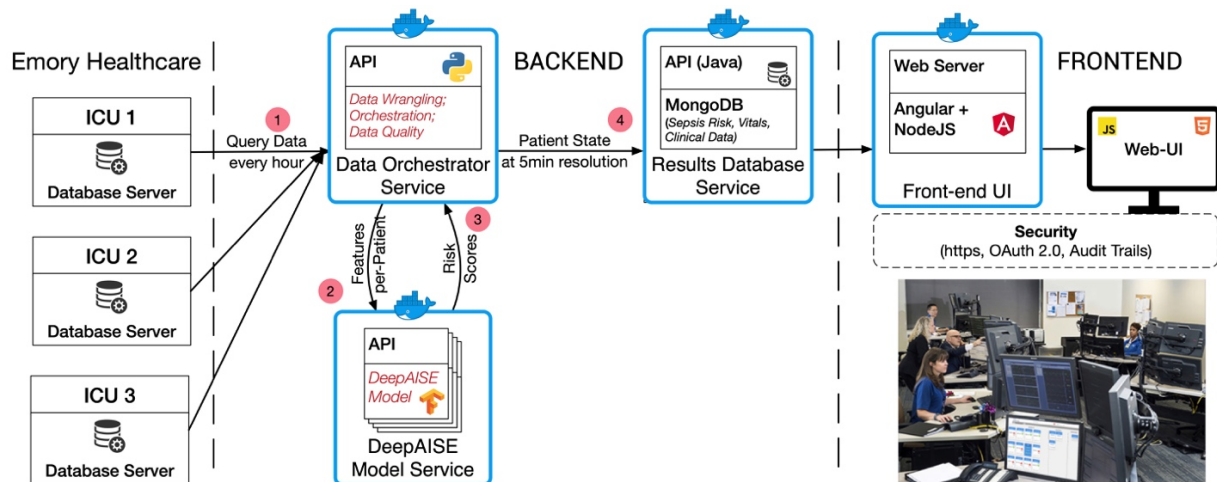 Emory Healthcare
ICU 1
Database Server
ICU 2
Database Server
ICU 3
Database Server
1
Query Data
every hour
API
Data Wrangling;
Orchestration;
Data Quality
Data Orchestrator
Service
2
Features
per-Patient
3
Risk
Scores
API
DeepAISE
Model
DeepAISE
Model Service
BACKEND
4
Patient State
at 5min resolution
API (Java)
MongoDB
(Sepsis Risk, Vitals,
Clinical Data)
Results Database
Service
FRONTEND
Web Server
Angular +
NodeJS
A
Front-end UI
JS
5
Web-UI
Security
(https, OAuth 2.0, Audit Trails)